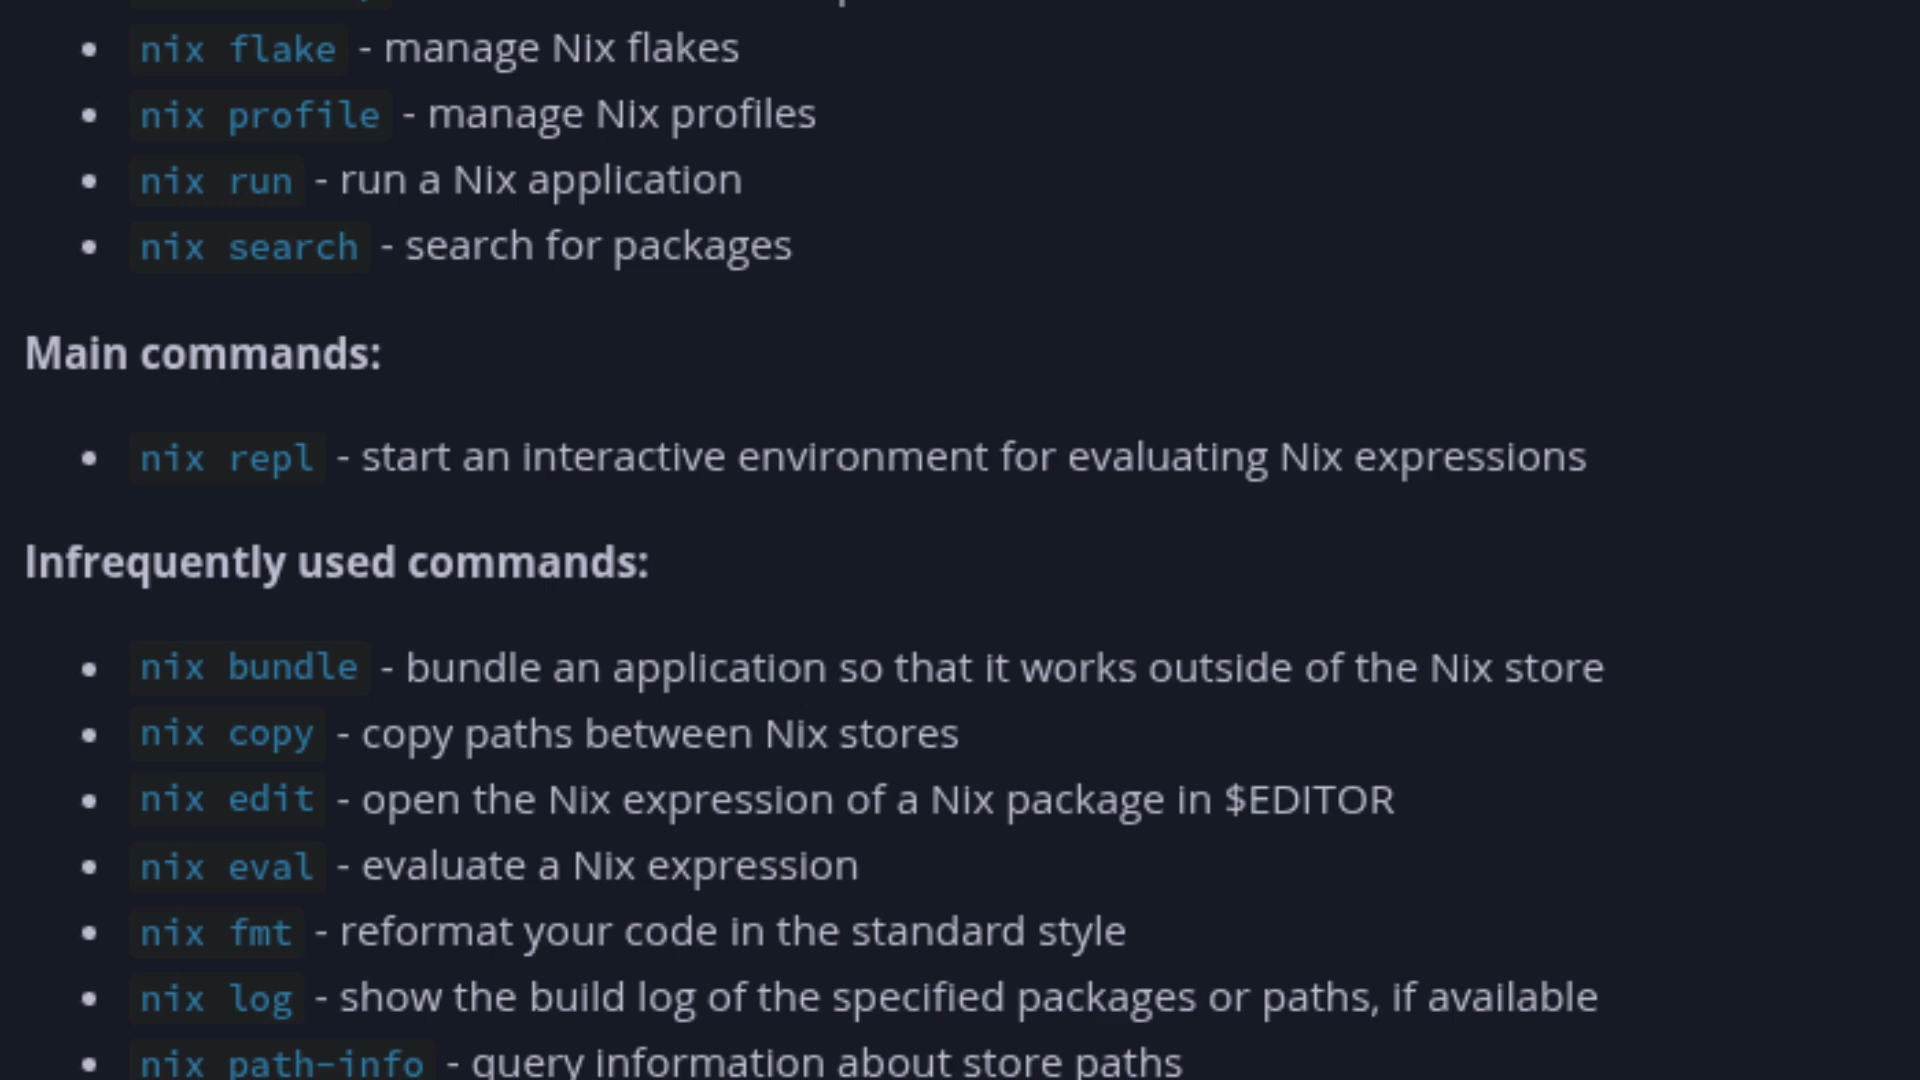 nix flake - manage Nix flakes
nix profile - manage Nix profiles
nix run - run a Nix application
nix search - search for packages
Main commands:
nix repl - start an interactive environment for evaluating Nix expressions
Infrequently used commands:
nix bundle - bundle an application so that it works outside of the Nix store
nix copy - copy paths between Nix stores
nix edit - open the Nix expression of a Nix package in $EDITOR
nix eval - evaluate a Nix expression
nix fmt - reformat your code in the standard style
nix log - show the build log of the specified packages or paths, if available
nix path-info - query information about store paths